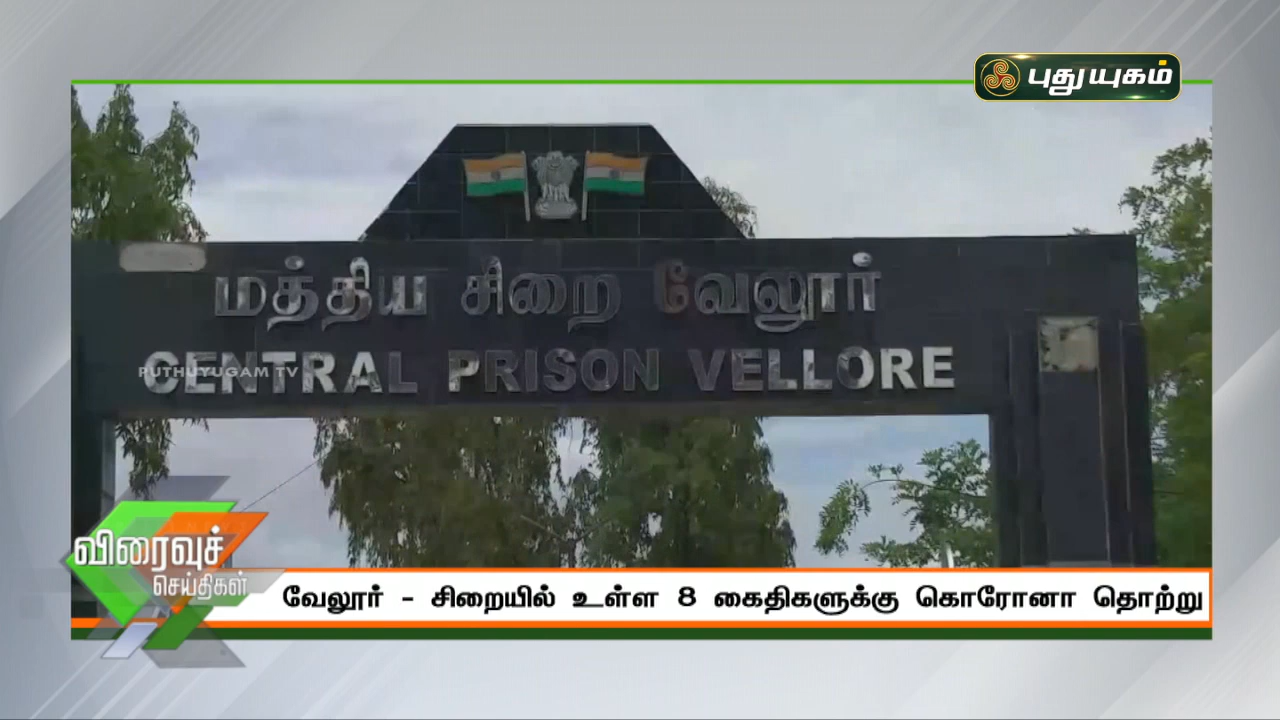 புதுயுகம்
மத்திய சிறை வேலூர்
CENTRAL PRISON VELLORE
PUTHUYUGAM TV
விரைவுச்
செய்திகள்
வேலூர் - சிறையில் உள்ள 8 கைதிகளுக்கு கொரோனா தொற்று